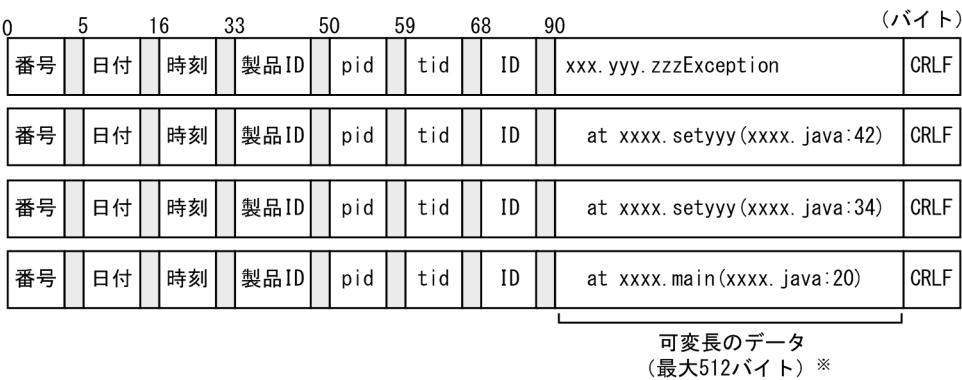 (バイト)
0 5 16 33 50 59 68 90
番号 日付 時刻 製品ID pid tid ID xxx.yyy.zzzException CRLF
番号 日付 時刻 製品ID pid tid ID at xxxx.setyyy(xxxx.java:42) CRLF
番号 日付 時刻 製品ID pid tid ID at xxxx.setyyy(xxxx.java:34) CRLF
番号 日付 時刻 製品ID pid tid ID at xxxx.main(xxxx.java:20) CRLF
可変長のデータ
(最大512バイト) ※